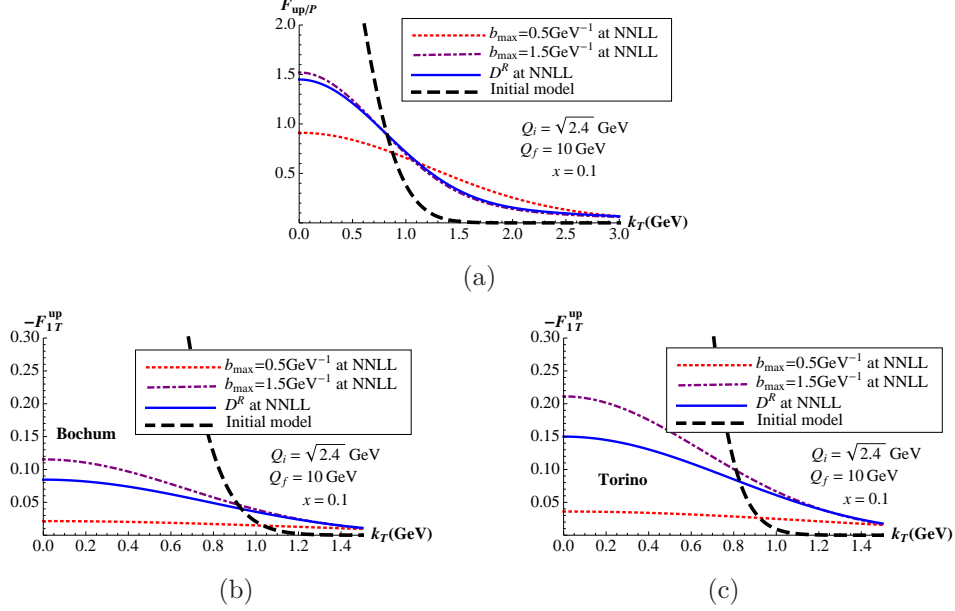 F_up/P
b_max=0.5GeV^−1 at NNLL
b_max=1.5GeV^−1 at NNLL
D^R at NNLL
Initial model
Q_i = √2.4 GeV
Q_f = 10 GeV
x = 0.1
2.0
1.5
1.0
0.5
0.0 0.5 1.0 1.5 2.0 2.5 3.0
k_T(GeV)
(a)
−F_1T^up
0.30
0.25
0.20
0.15
0.10
0.05
b_max=0.5GeV^−1 at NNLL
b_max=1.5GeV^−1 at NNLL
D^R at NNLL
Initial model
Bochum
Q_i = √2.4 GeV
Q_f = 10 GeV
x = 0.1
0.0 0.2 0.4 0.6 0.8 1.0 1.2 1.4
k_T(GeV)
(b)
−F_1T^up
0.30
0.25
0.20
0.15
0.10
0.05
b_max=0.5GeV^−1 at NNLL
b_max=1.5GeV^−1 at NNLL
D^R at NNLL
Initial model
Torino
Q_i = √2.4 GeV
Q_f = 10 GeV
x = 0.1
0.0 0.2 0.4 0.6 0.8 1.0 1.2 1.4
k_T(GeV)
(c)